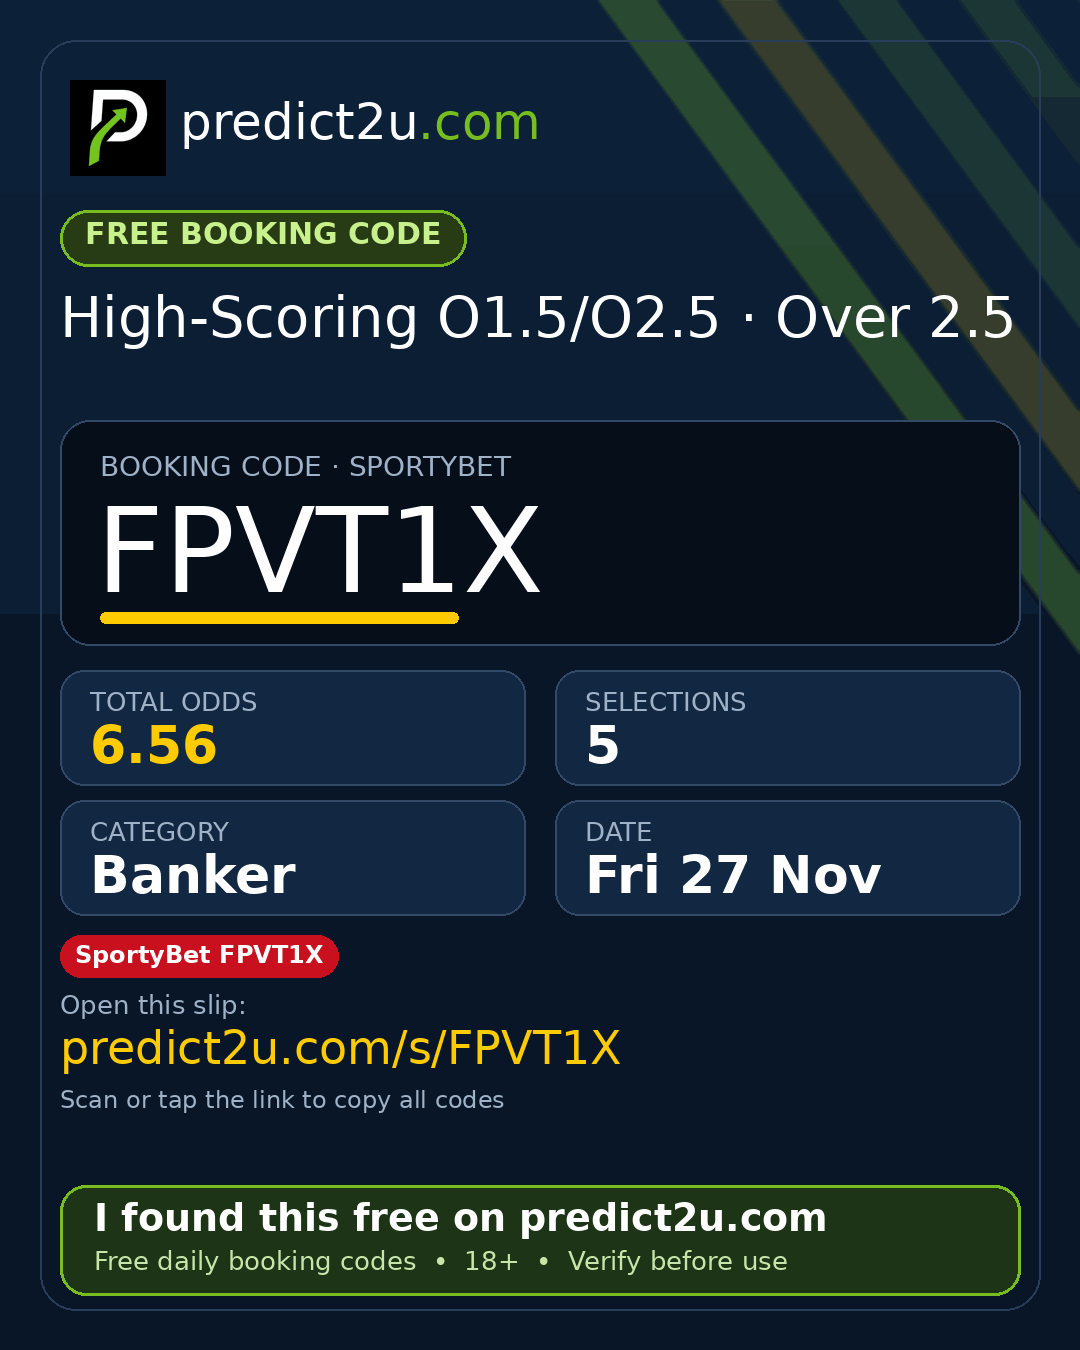 predict2u.com
FREE BOOKING CODE
High-Scoring O1.5/O2.5 · Over 2.5
BOOKING CODE · SPORTYBET
FPVT1X
TOTAL ODDS
6.56
SELECTIONS
5
CATEGORY
Banker
DATE
Fri 27 Nov
SportyBet FPVT1X
Open this slip:
predict2u.com/s/FPVT1X
Scan or tap the link to copy all codes
I found this free on predict2u.com
Free daily booking codes • 18+ • Verify before use